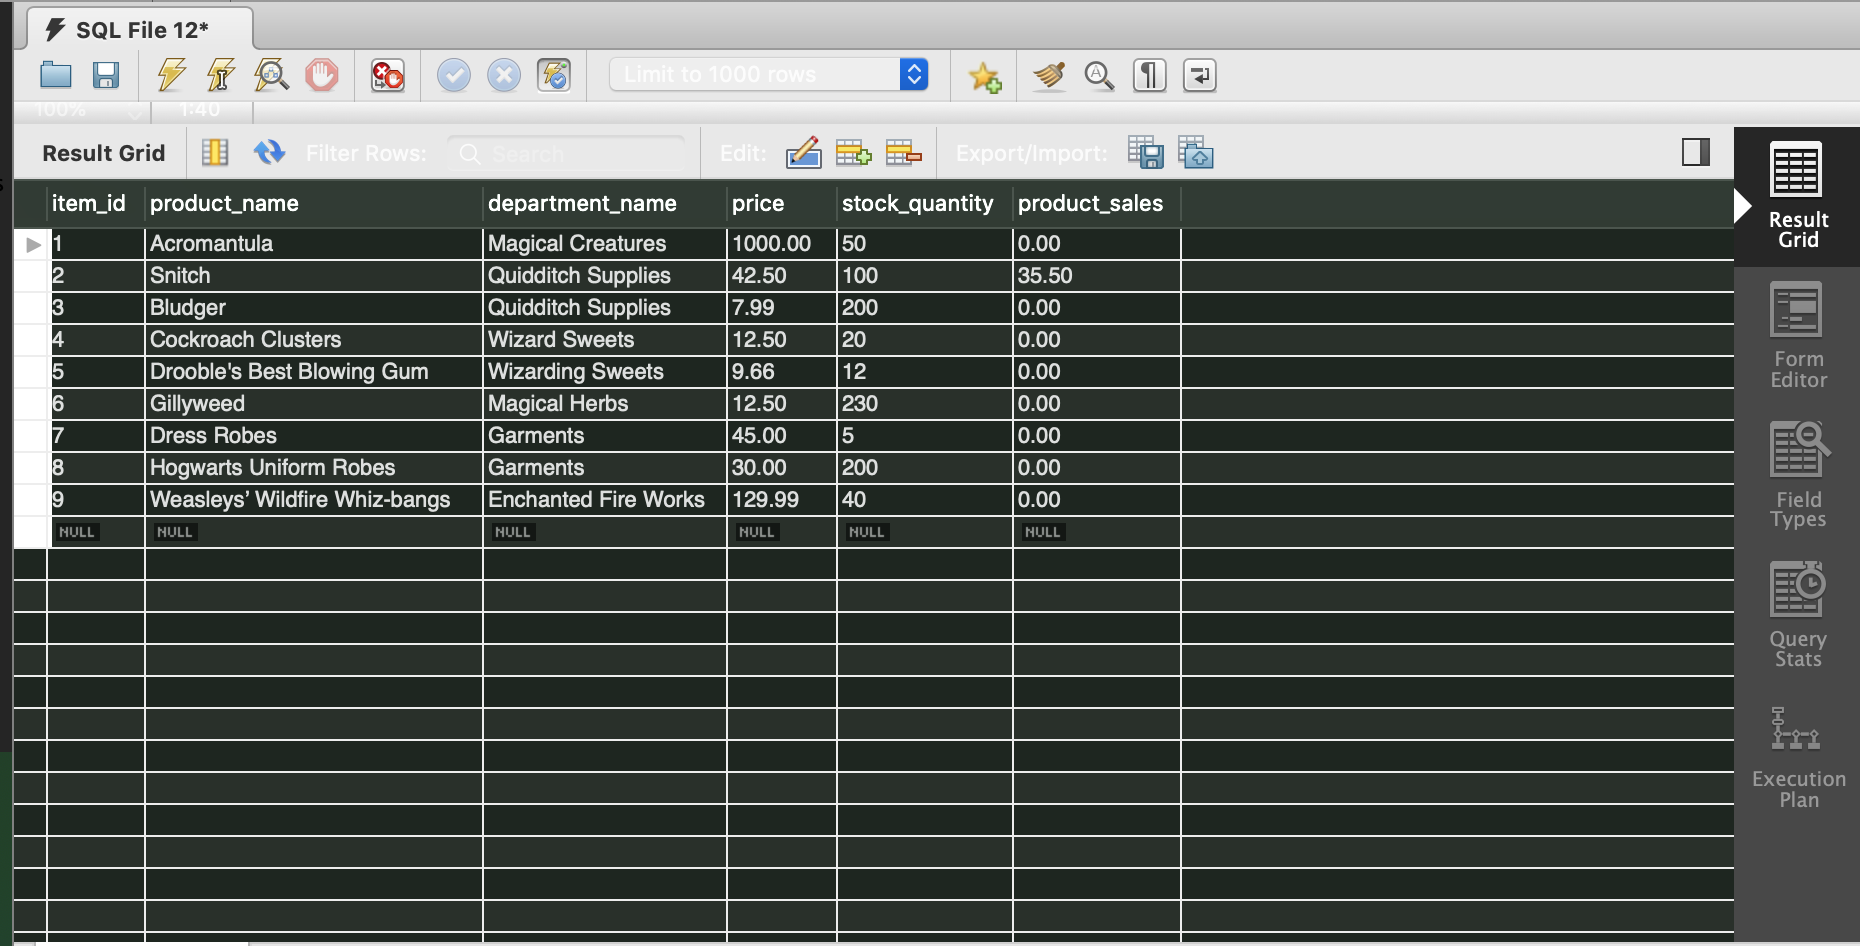 SQL File 12*
Limit to 1000 rows
100% 1:40
Result Grid Filter Rows: Search Edit: Export/Import:
item_id product_name department_name price stock_quantity product_sales
1 Acromantula Magical Creatures 1000.00 50 0.00
2 Snitch Quidditch Supplies 42.50 100 35.50
3 Bludger Quidditch Supplies 7.99 200 0.00
4 Cockroach Clusters Wizard Sweets 12.50 20 0.00
5 Drooble's Best Blowing Gum Wizarding Sweets 9.66 12 0.00
6 Gillyweed Magical Herbs 12.50 230 0.00
7 Dress Robes Garments 45.00 5 0.00
8 Hogwarts Uniform Robes Garments 30.00 200 0.00
9 Weasleys’ Wildfire Whiz-bangs Enchanted Fire Works 129.99 40 0.00
NULL NULL NULL NULL NULL NULL
Result
Grid
Form
Editor
Field
Types
Query
Stats
Execution
Plan